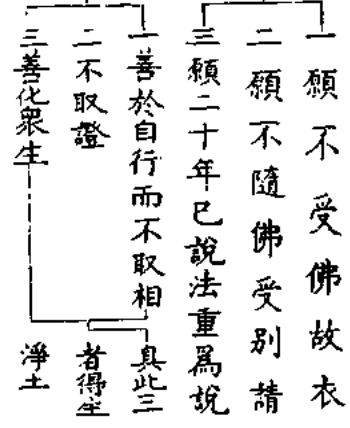 一願不受佛故衣
二願不隨佛受別請
三願二十年已說法重爲說
一善於自行而不取相
二不取證
三善化衆生
具此三
者得生
淨土